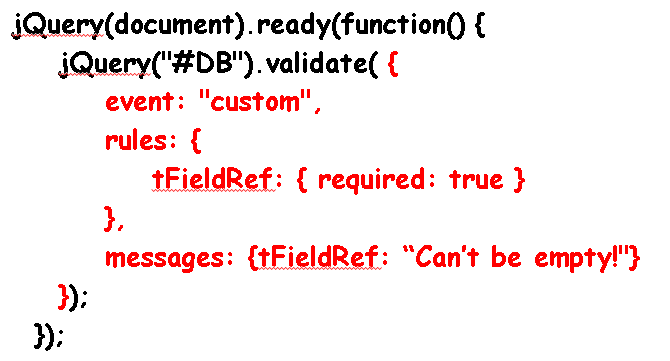 jQuery(document).ready(function() {
jQuery("#DB").validate( {
event: "custom",
rules: {
tFieldRef: { required: true }
},
messages: {tFieldRef: “Can’t be empty!"}
});
});